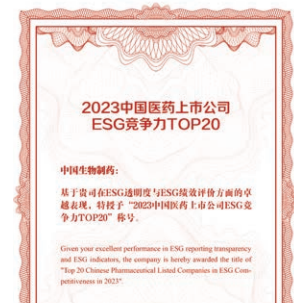 2023中国医药上市公司
ESG竞争力TOP20
中国生物制药：
基于贵司在ESG透明度与ESG绩效评价方面的卓
越表现，特授予“2023中国医药上市公司ESG竞
争力TOP20”称号。
Given your excellent performance in ESG reporting transparency
and ESG indicators, the company is hereby awarded the title of
"Top 20 Chinese Pharmaceutical Listed Companies in ESG Com-
petitiveness in 2023".